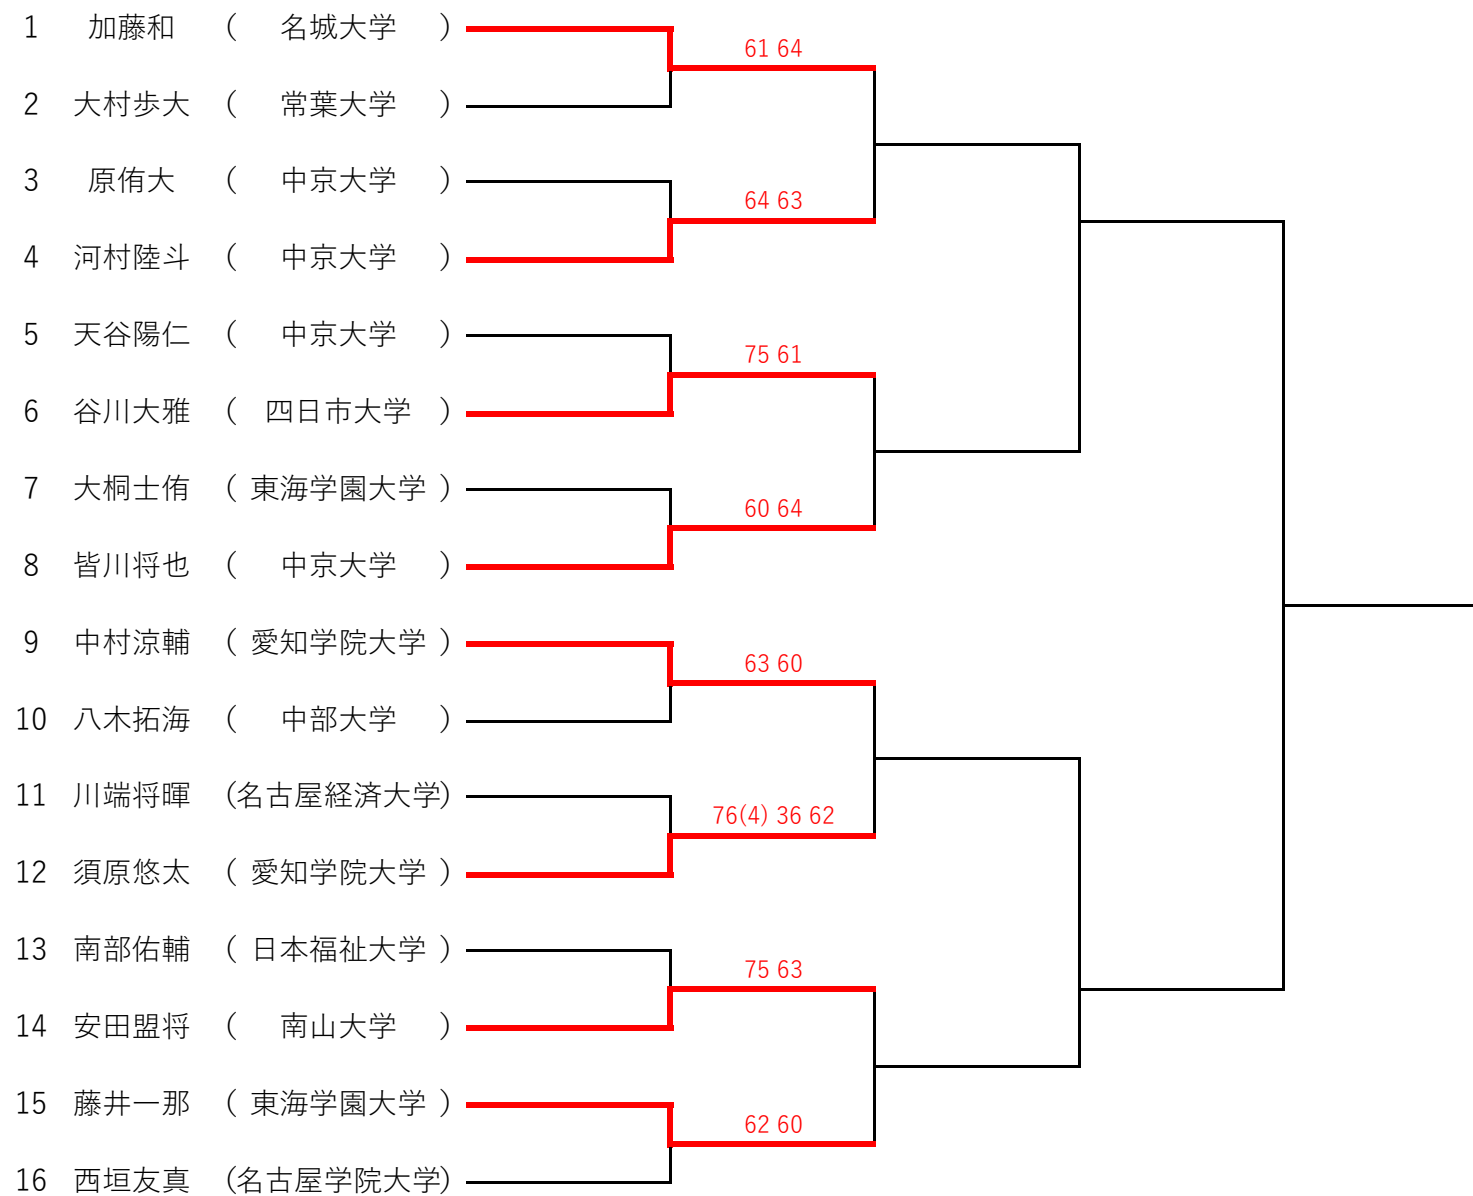 1 加藤和 ( 名城大学 )
61 64
2 大村歩大 ( 常葉大学 )
3 原侑大 ( 中京大学 )
64 63
4 河村陸斗 ( 中京大学 )
5 天谷陽仁 ( 中京大学 )
75 61
6 谷川大雅 ( 四日市大学 )
7 大桐士侑 ( 東海学園大学 )
60 64
8 皆川将也 ( 中京大学 )
9 中村涼輔 ( 愛知学院大学 )
63 60
10 八木拓海 ( 中部大学 )
11 川端将暉 (名古屋経済大学)
76(4) 36 62
12 須原悠太 ( 愛知学院大学 )
13 南部佑輔 ( 日本福祉大学 )
75 63
14 安田盟将 ( 南山大学 )
15 藤井一那 ( 東海学園大学 )
62 60
16 西垣友真 (名古屋学院大学)